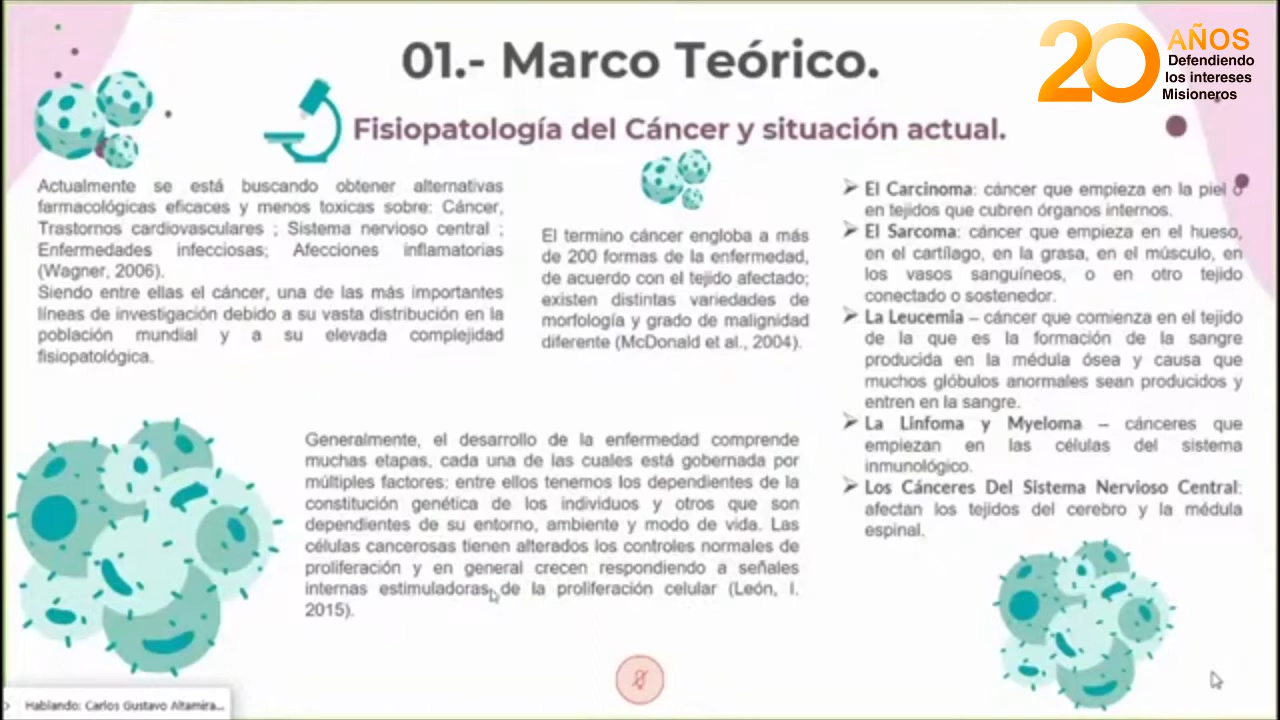 01.- Marco Teórico.
20 AÑOS
Defendiendo
los intereses
Misioneros
Fisiopatología del Cáncer y situación actual.
Actualmente se está buscando obtener alternativas
farmacológicas eficaces y menos toxicas sobre: Cáncer,
Trastornos cardiovasculares ; Sistema nervioso central ;
Enfermedades infecciosas; Afecciones inflamatorias
(Wagner, 2006).
Siendo entre ellas el cáncer, una de las más importantes
líneas de investigación debido a su vasta distribución en la
población mundial y a su elevada complejidad
fisiopatológica.
El termino cáncer engloba a más
de 200 formas de la enfermedad,
de acuerdo con el tejido afectado;
existen distintas variedades de
morfología y grado de malignidad
diferente (McDonald et al., 2004).
Generalmente, el desarrollo de la enfermedad comprende
muchas etapas, cada una de las cuales está gobernada por
múltiples factores: entre ellos tenemos los dependientes de la
constitución genética de los individuos y otros que son
dependientes de su entorno, ambiente y modo de vida. Las
células cancerosas tienen alterados los controles normales de
proliferación y en general crecen respondiendo a señales
internas estimuladoras de la proliferación celular (León, I.
2015).
➢ El Carcinoma: cáncer que empieza en la piel o
en tejidos que cubren órganos internos.
➢ El Sarcoma: cáncer que empieza en el hueso,
en el cartílago, en la grasa, en el músculo, en
los vasos sanguíneos, o en otro tejido
conectado o sostenedor.
➢ La Leucemia – cáncer que comienza en el tejido
de la que es la formación de la sangre
producida en la médula ósea y causa que
muchos glóbulos anormales sean producidos y
entren en la sangre.
➢ La Linfoma y Myeloma – cánceres que
empiezan en las células del sistema
inmunológico.
➢ Los Cánceres Del Sistema Nervioso Central:
afectan los tejidos del cerebro y la médula
espinal.
Hablando: Carlos Gustavo Altamira...